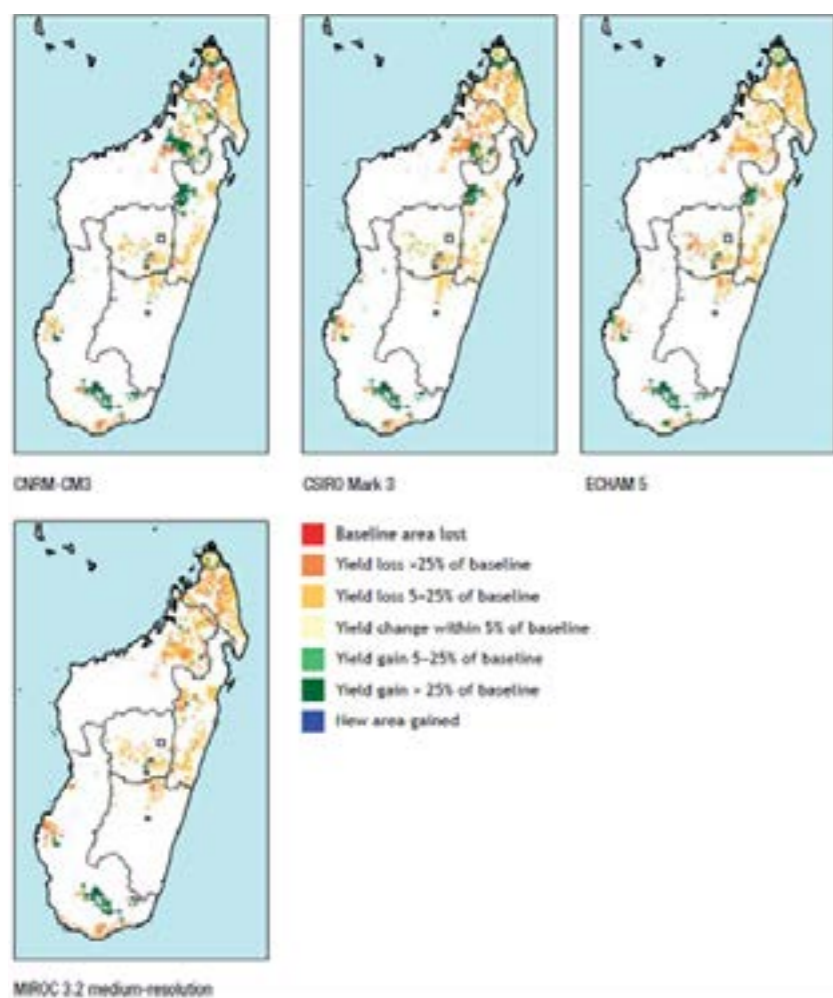 CNRM-CM3
CSIRO Mark 3
ECHAM 5
Baseline area lost
Yield loss >25% of baseline
Yield loss 5–25% of baseline
Yield change within 5% of baseline
Yield gain 5–25% of baseline
Yield gain > 25% of baseline
New area gained
MIROC 3.2 medium-resolution